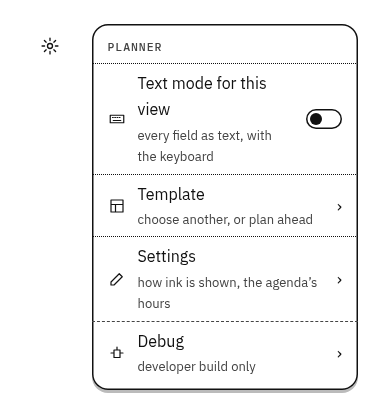 PLANNER
Text mode for this
view
every field as text, with
the keyboard
Template
choose another, or plan ahead
Settings
how ink is shown, the agenda’s
hours
Debug
developer build only